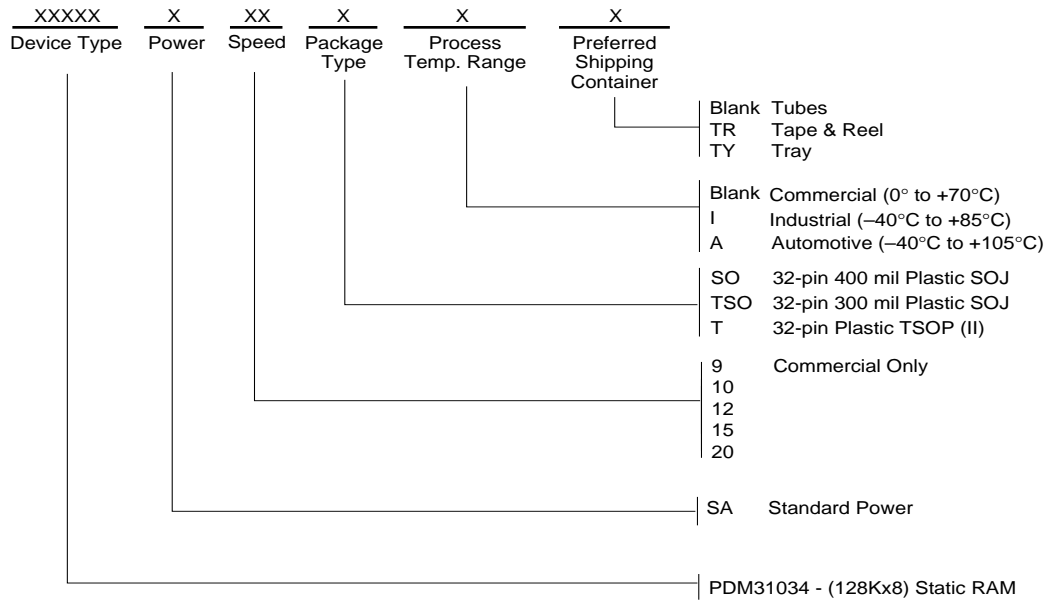 XXXXX X XX X X X
Device Type Power Speed Package Process Preferred
Type Temp. Range Shipping
Container
Blank Tubes
TR Tape & Reel
TY Tray
Blank Commercial (0° to +70°C)
I Industrial (–40°C to +85°C)
A Automotive (–40°C to +105°C)
SO 32-pin 400 mil Plastic SOJ
TSO 32-pin 300 mil Plastic SOJ
T 32-pin Plastic TSOP (II)
9 Commercial Only
10
12
15
20
SA Standard Power
PDM31034 - (128Kx8) Static RAM